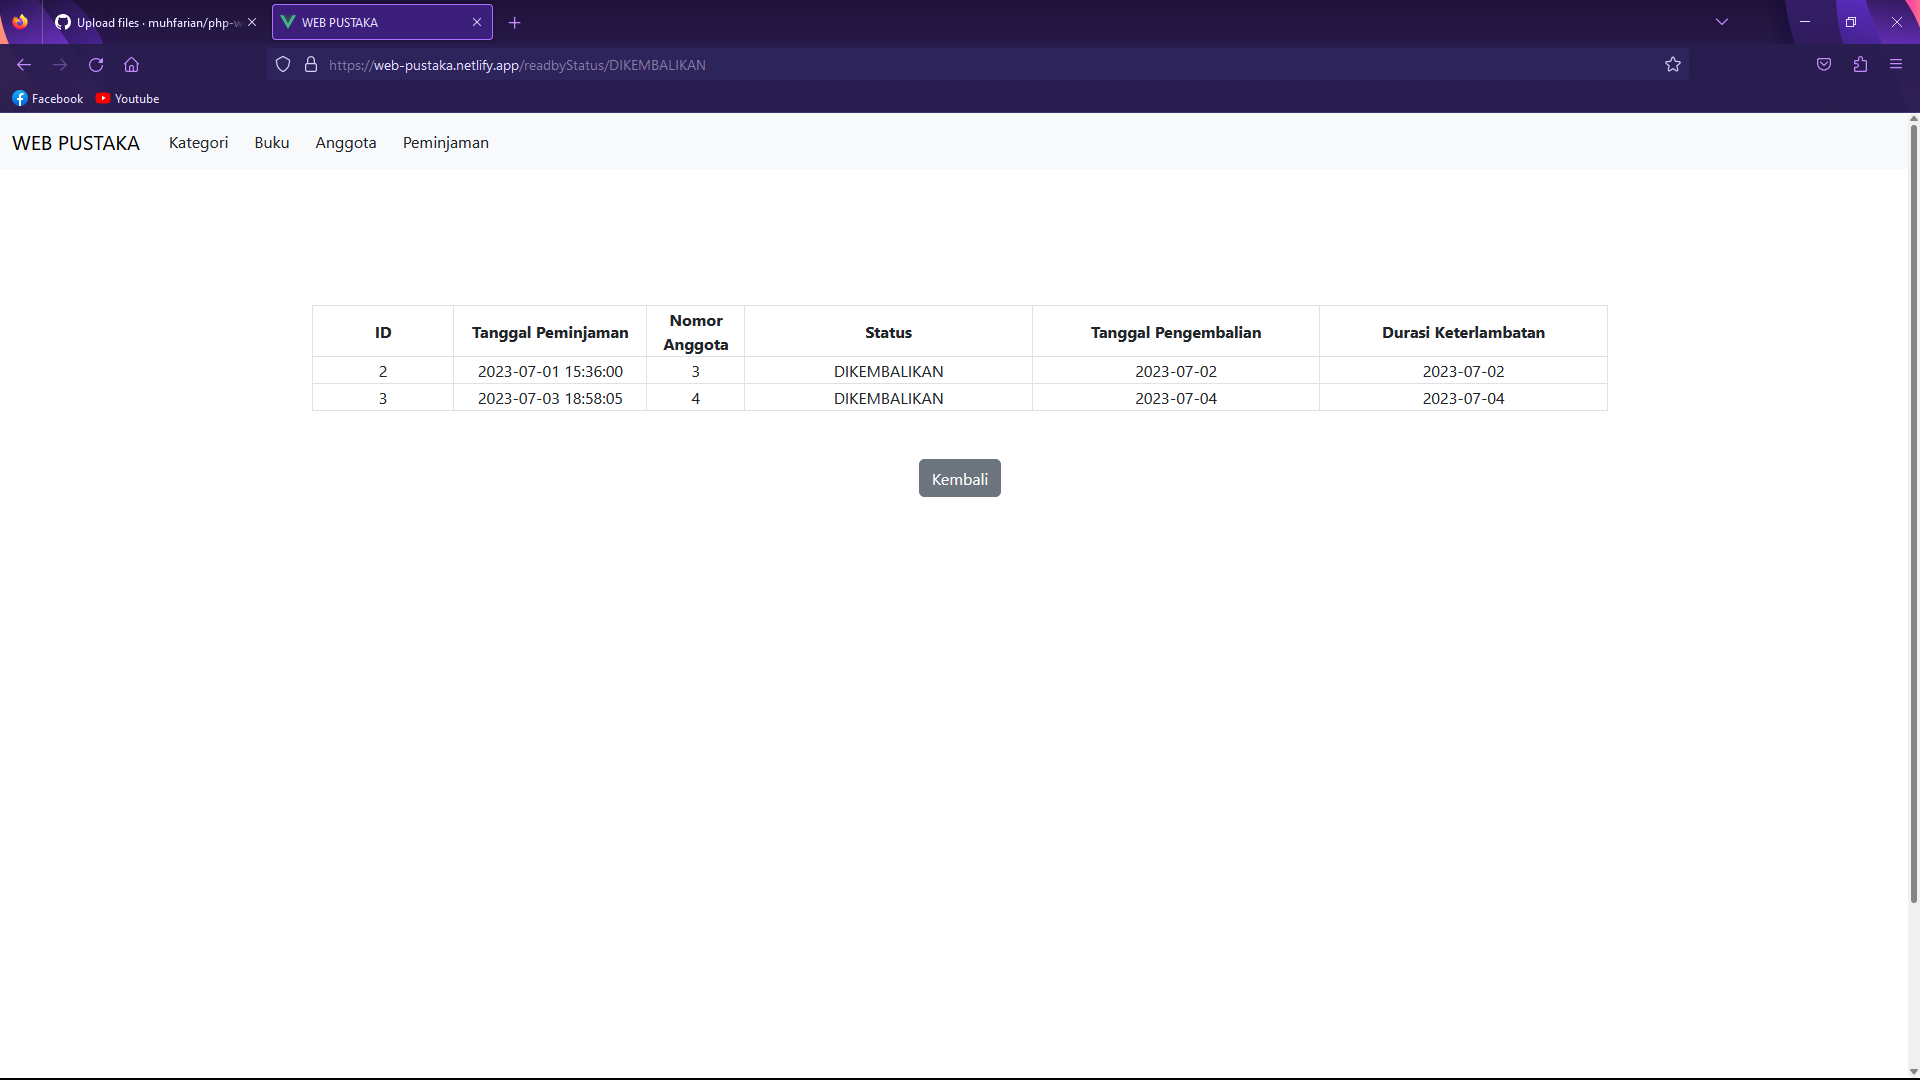 Upload files · muhfarian/php-w
WEB PUSTAKA
https://web-pustaka.netlify.app/readbyStatus/DIKEMBALIKAN
Facebook Youtube
WEB PUSTAKA Kategori Buku Anggota Peminjaman
ID Tanggal Peminjaman Nomor Anggota Status Tanggal Pengembalian Durasi Keterlambatan
2 2023-07-01 15:36:00 3 DIKEMBALIKAN 2023-07-02 2023-07-02
3 2023-07-03 18:58:05 4 DIKEMBALIKAN 2023-07-04 2023-07-04
Kembali